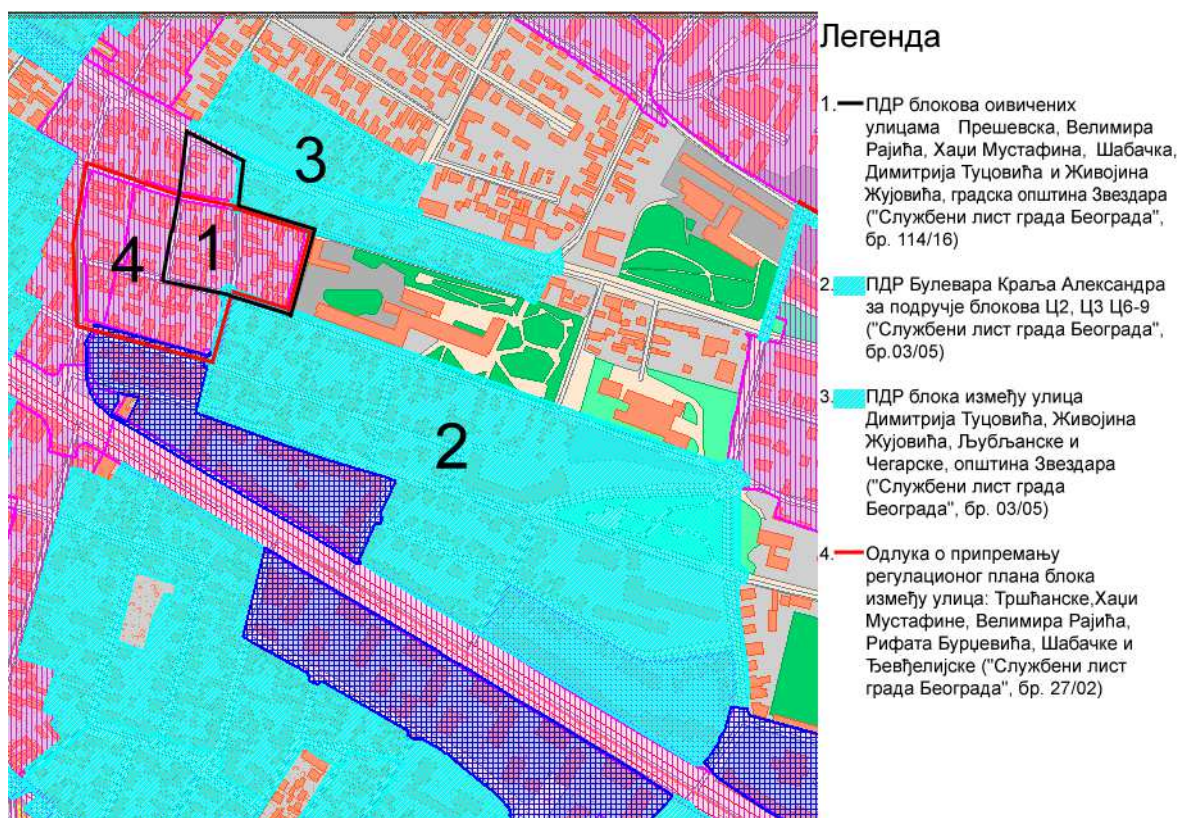 Легенда
3
4
1
2
1. ПДР блокова оивичених
улицама Прешевска, Велимира
Рајића, Хаџи Мустафина, Шабачка,
Димитрија Туцовића и Живојина
Жујовића, градска општина Звездара
("Службени лист града Београда",
бр. 114/16)
2. ПДР Булевара Краља Александра
за подручје блокова Ц2, Ц3 Ц6-9
("Службени лист града Београда",
бр.03/05)
3. ПДР блока између улица
Димитрија Туцовића, Живојина
Жујовића, Љубљанске и
Чегарске, општина Звездара
("Службени лист града
Београда", бр. 03/05)
4. Одлука о припремању
регулационог плана блока
између улица: Тршћанске,Хаџи
Мустафине, Велимира Рајића,
Рифата Бурџевића, Шабачке и
Ђевђелијске ("Службени лист
града Београда", бр. 27/02)